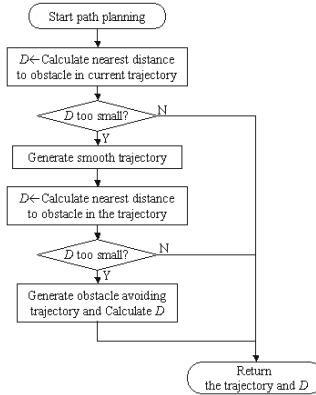 Start path planning
D←Calculate nearest distance
to obstacle in current trajectory
D too small?
N
Y
Generate smooth trajectory
D←Calculate nearest distance
to obstacle in the trajectory
D too small?
N
Y
Generate obstacle avoiding
trajectory and Calculate D
Return
the trajectory and D